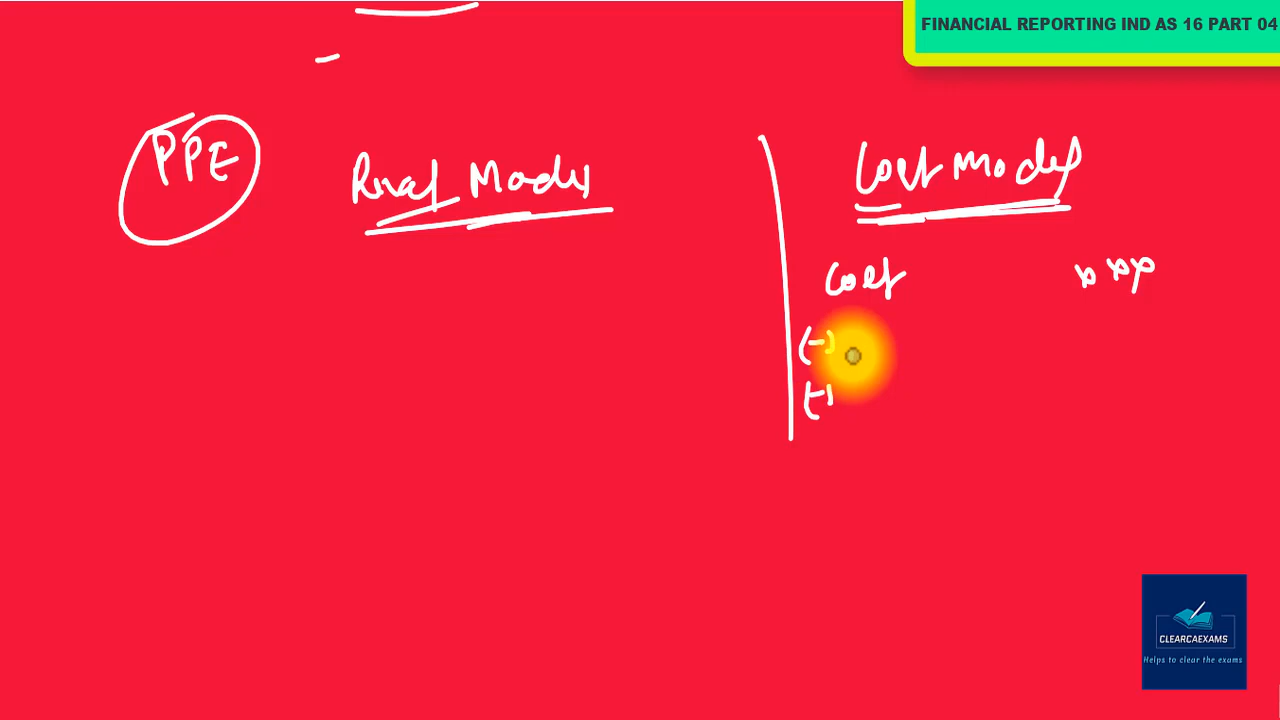 FINANCIAL REPORTING IND AS 16 PART 04
PPE
Reval Model
Cost Model
Cost xxx
(-)
(-)
CLEARCAEXAMS
Helps to clear the exams